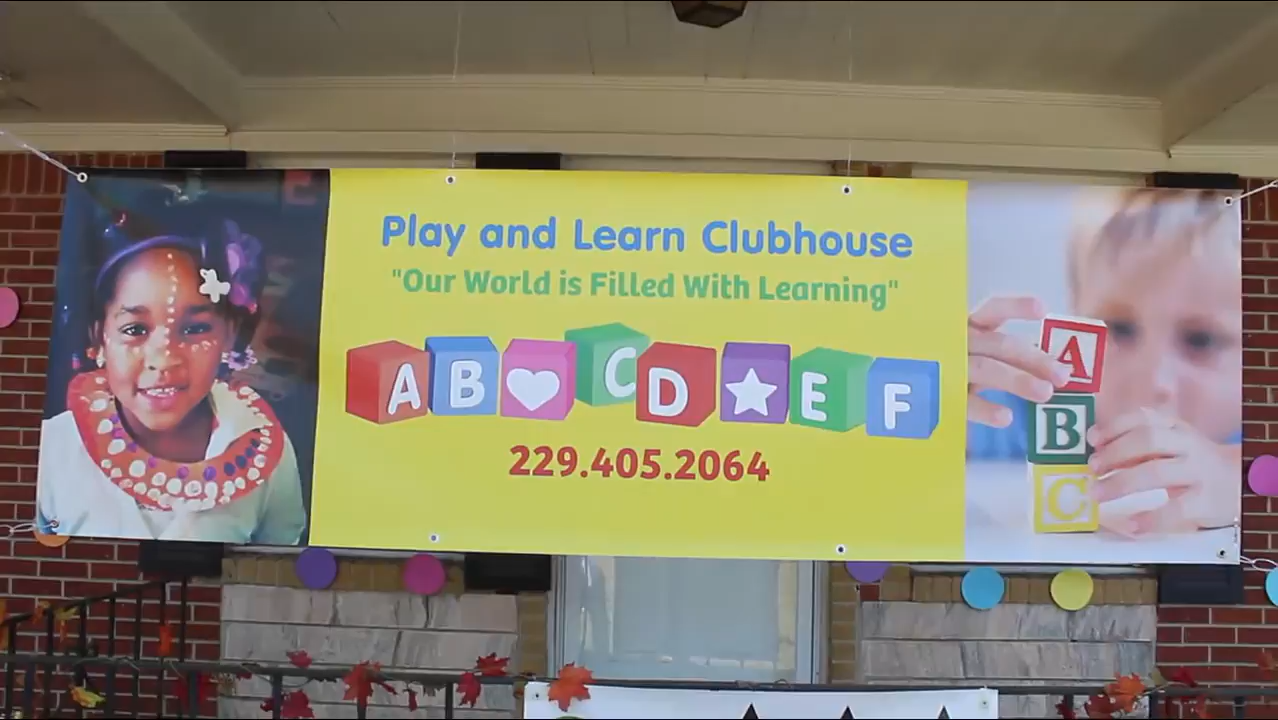 Play and Learn Clubhouse
"Our World is Filled With Learning"
A B C D E F
229.405.2064
A
B
C